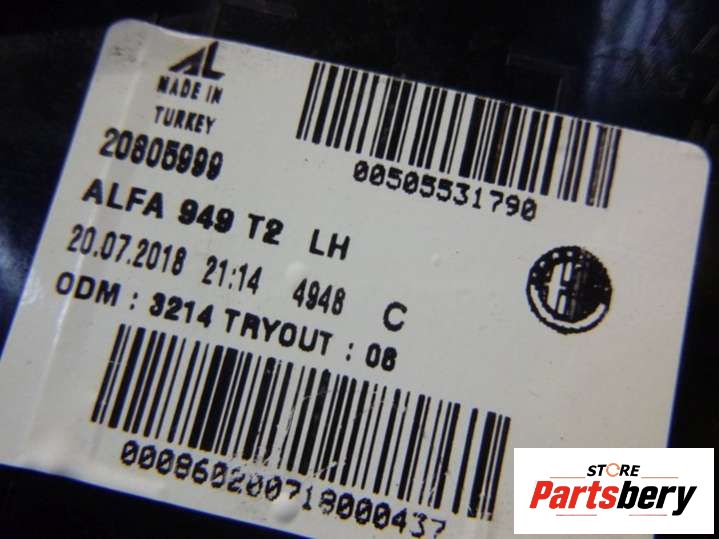 AL
MADE IN
TURKEY
20805999
00505531790
ALFA 949 T2 LH
20.07.2018 21:14 4948 C
ODM : 3214 TRYOUT : 06
000860200718000437
STORE
Partsbery